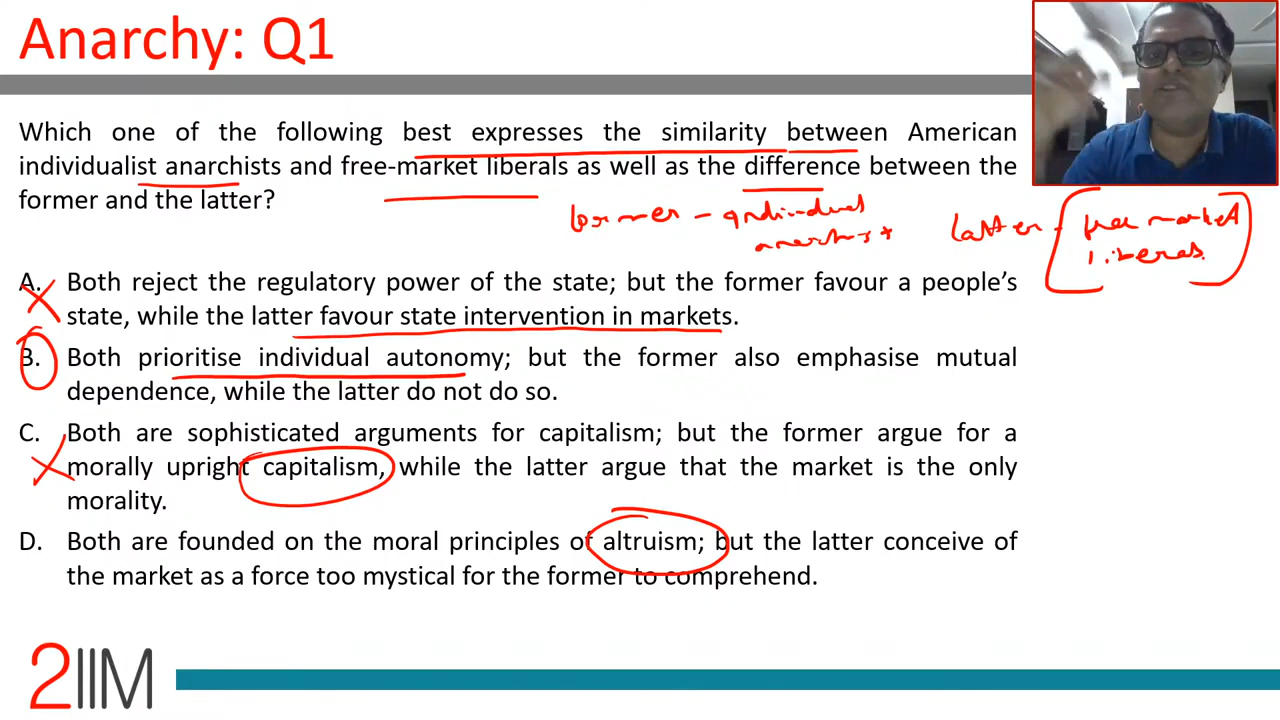 Anarchy: Q1
Which one of the following best expresses the similarity between American
individualist anarchists and free-market liberals as well as the difference between the
former and the latter?
former - individual
anarchist
latter - free market
liberals
A. Both reject the regulatory power of the state; but the former favour a people's
state, while the latter favour state intervention in markets.
B. Both prioritise individual autonomy; but the former also emphasise mutual
dependence, while the latter do not do so.
C. Both are sophisticated arguments for capitalism; but the former argue for a
morally upright capitalism, while the latter argue that the market is the only
morality.
D. Both are founded on the moral principles of altruism; but the latter conceive of
the market as a force too mystical for the former to comprehend.
2IIM